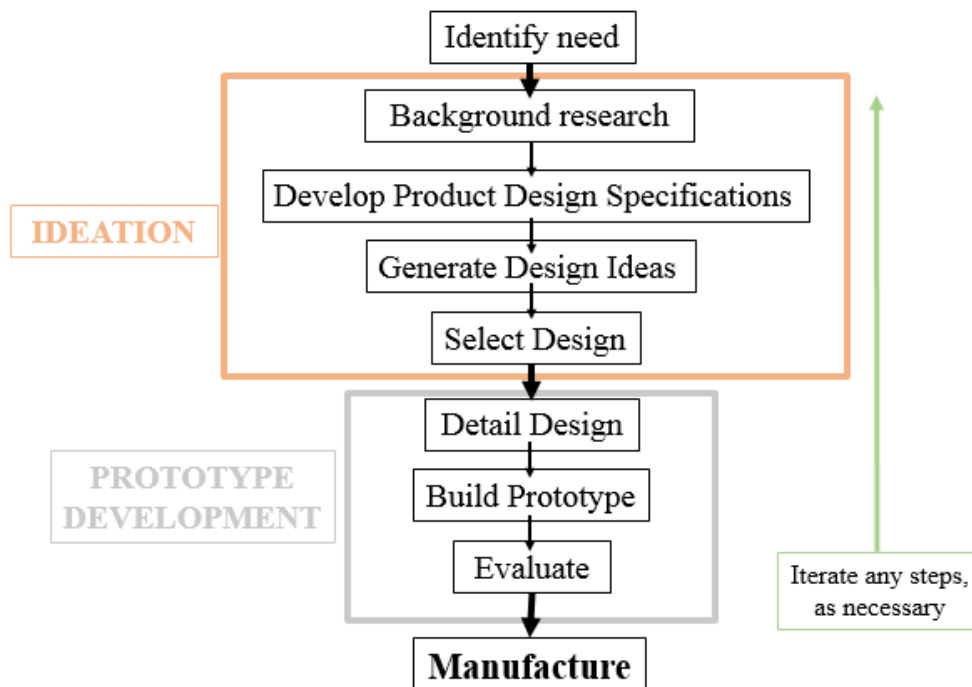 Identify need
Background research
Develop Product Design Specifications
IDEATION
Generate Design Ideas
Select Design
Detail Design
PROTOTYPE
DEVELOPMENT
Build Prototype
Evaluate
Iterate any steps,
as necessary
Manufacture